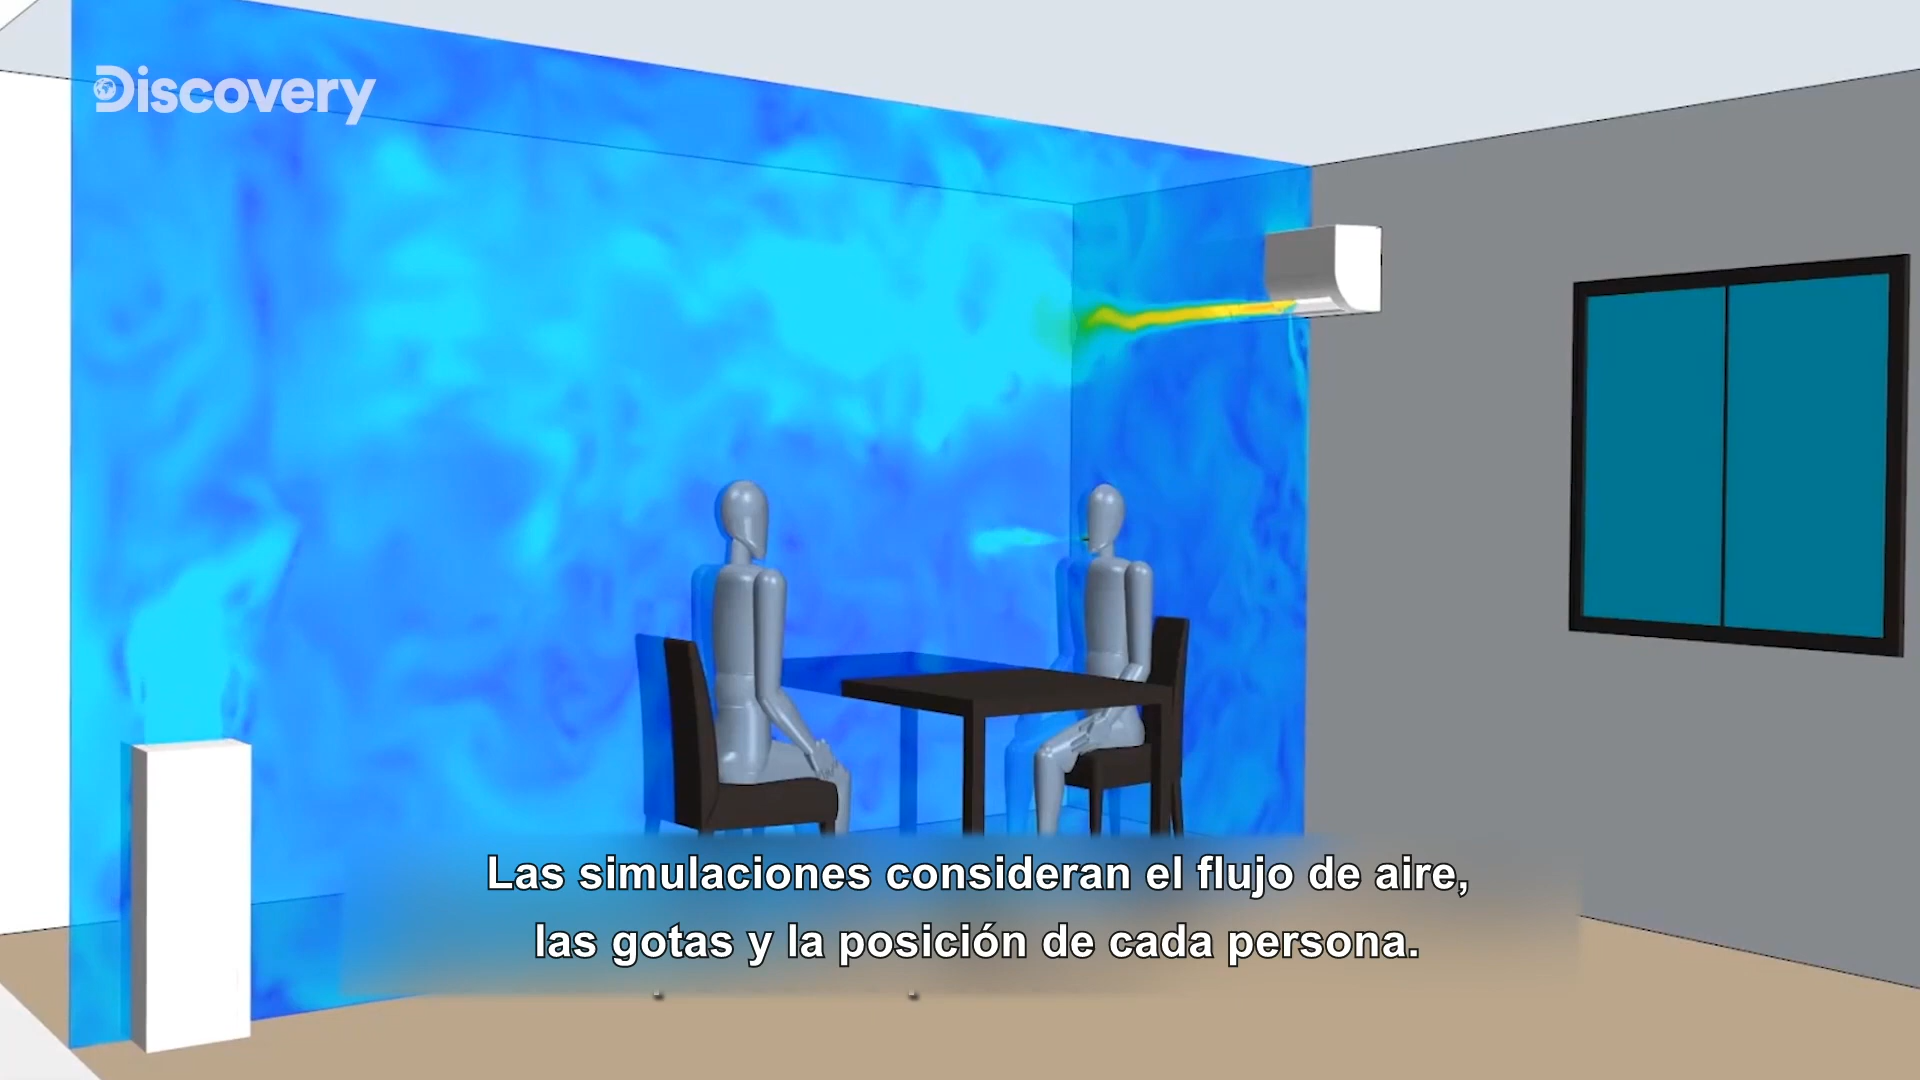 Discovery
Las simulaciones consideran el flujo de aire,
las gotas y la posición de cada persona.